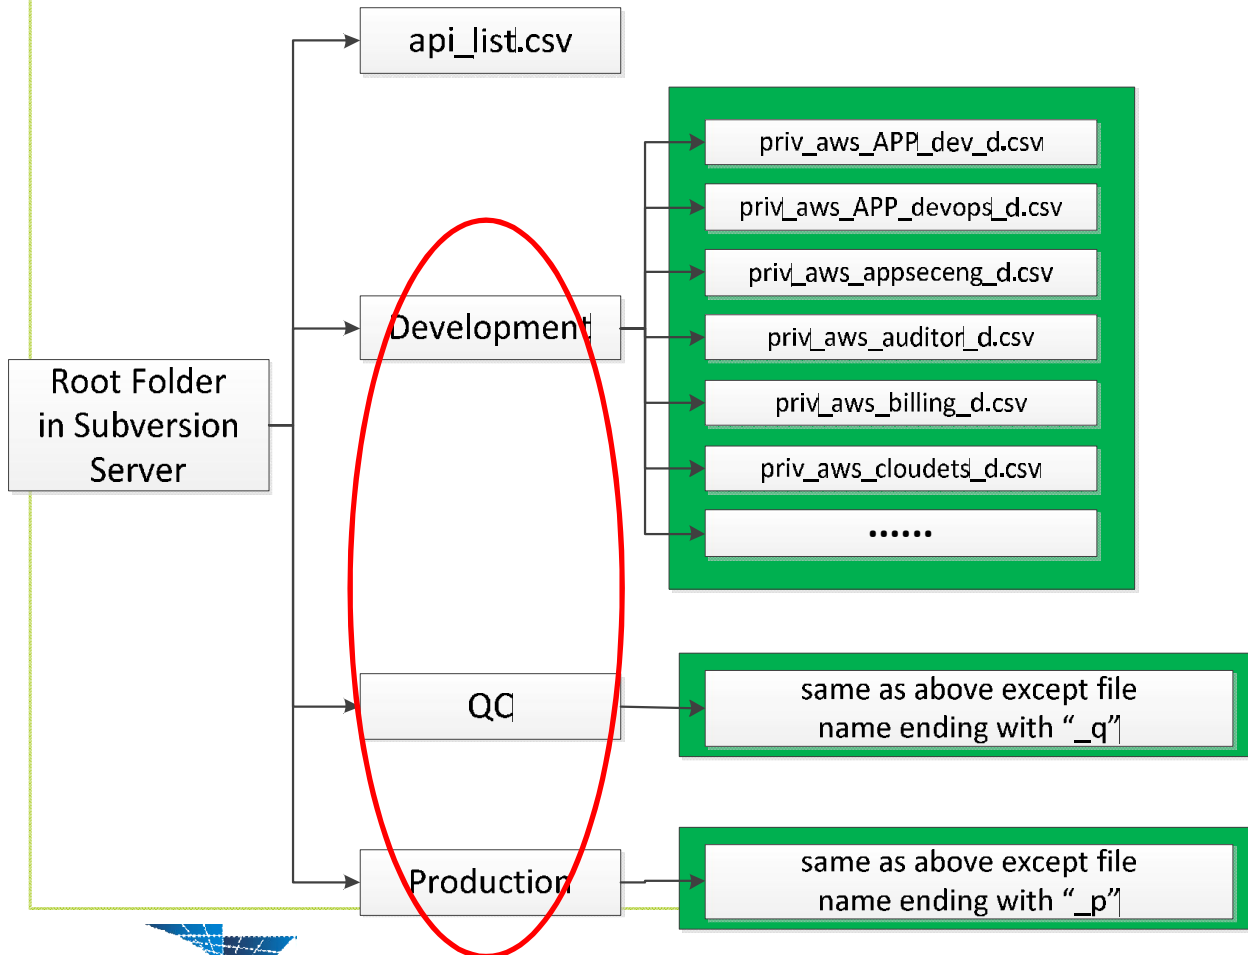 api_list.csv
priv_aws_APP_dev_d.csv
priv_aws_APP_devops_d.csv
priv_aws_appseceng_d.csv
Development
priv_aws_auditor_d.csv
Root Folder
in Subversion
Server
priv_aws_billing_d.csv
priv_aws_cloudets_d.csv
......
QC
same as above except file
name ending with “_q”
Production
same as above except file
name ending with “_p”